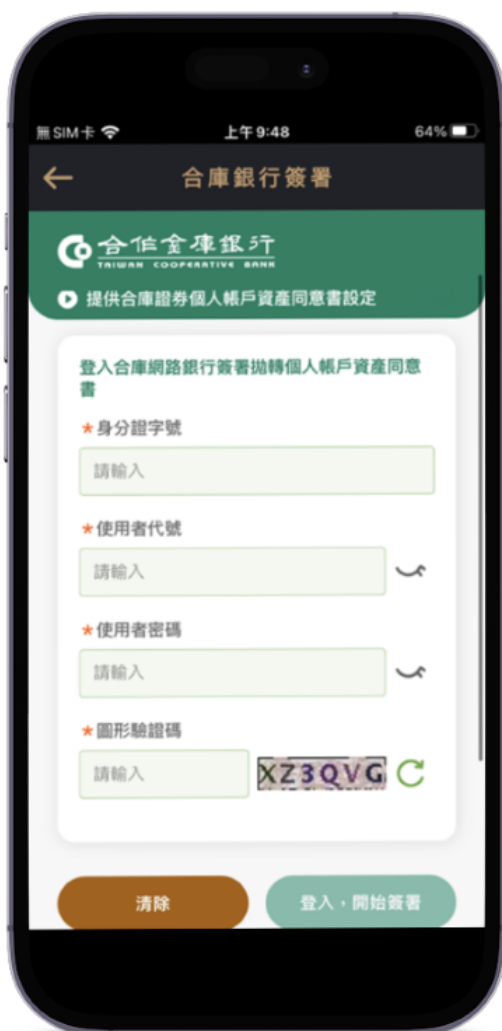 無SIM卡 上午9:48 64%
合庫銀行簽署
合作金庫銀行
TAIWAN COOPERATIVE BANK
提供合庫證券個人帳戶資產同意書設定
登入合庫網路銀行簽署拋轉個人帳戶資產同意
書
*身分證字號
請輸入
*使用者代號
請輸入
*使用者密碼
請輸入
*圖形驗證碼
請輸入 XZ3QVG
清除 登入，開始簽署